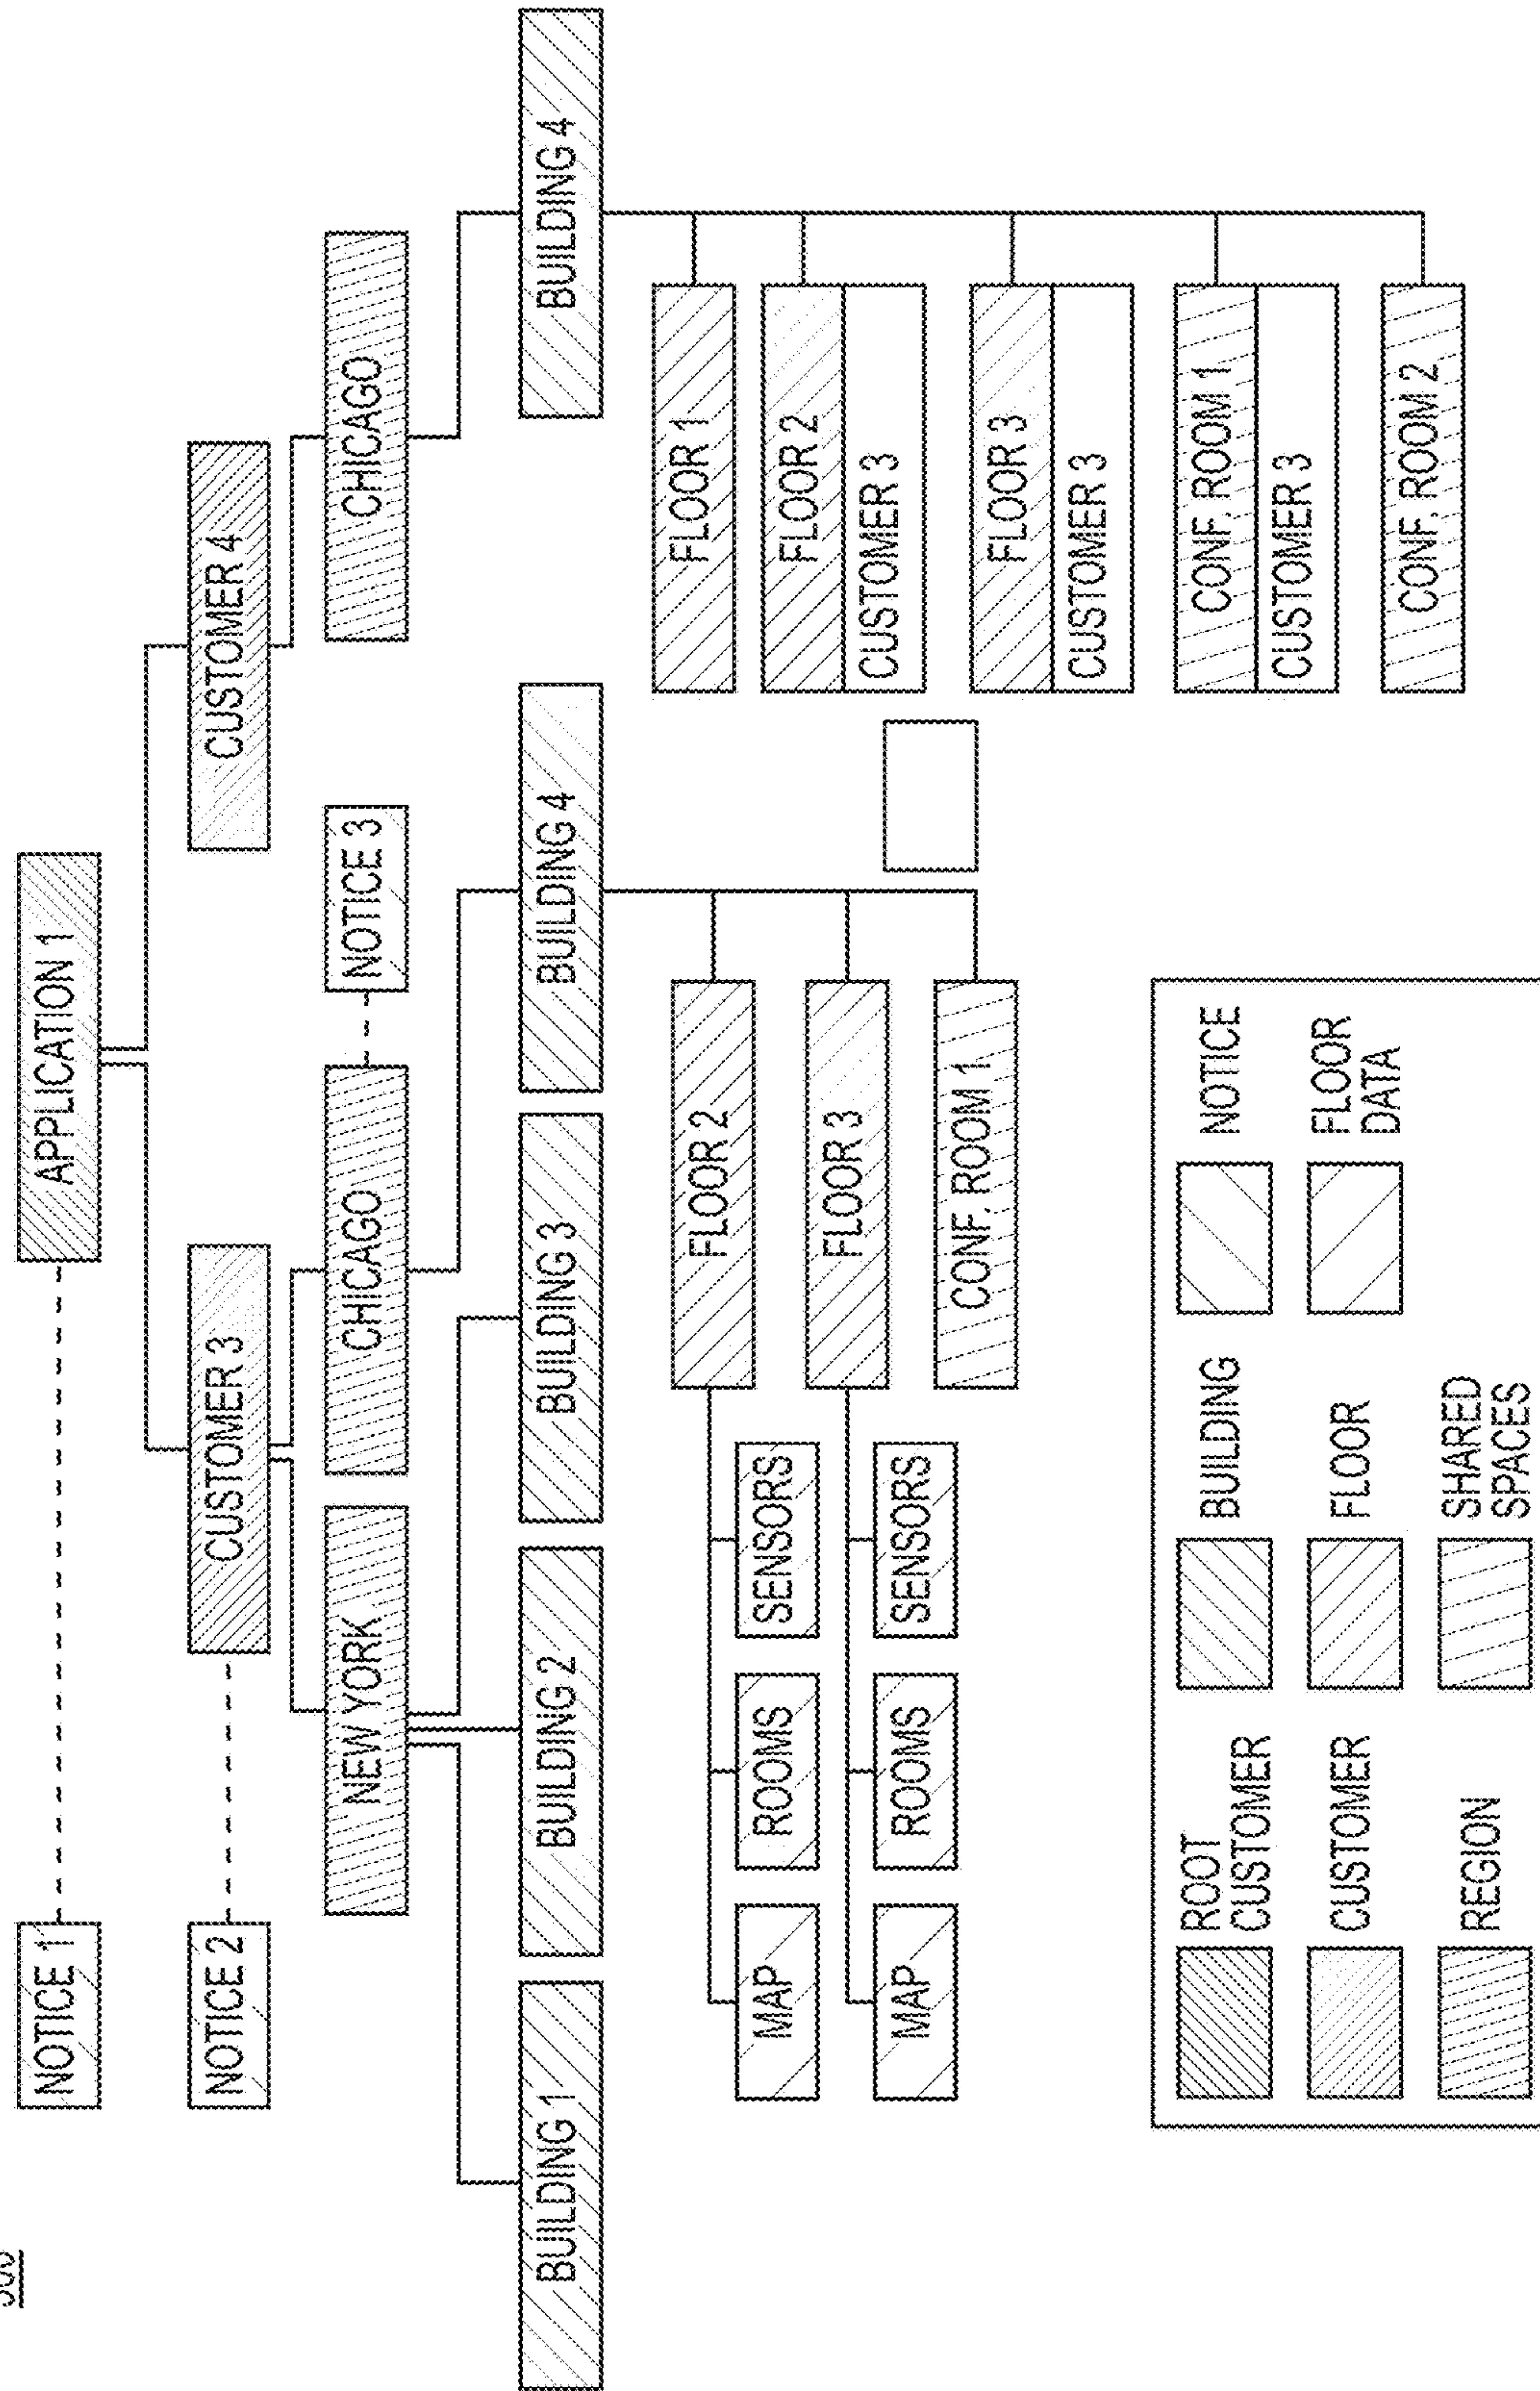 NOTICE 1
APPLICATION 1
NOTICE 2
CUSTOMER 3
CUSTOMER 4
NEW YORK
CHICAGO
NOTICE 3
CHICAGO
BUILDING 1
BUILDING 2
BUILDING 3
BUILDING 4
BUILDING 4
FLOOR 2
MAP
ROOMS
SENSORS
FLOOR 3
MAP
ROOMS
SENSORS
CONF. ROOM 1
FLOOR 1
FLOOR 2
CUSTOMER 3
FLOOR 3
CUSTOMER 3
CONF. ROOM 1
CUSTOMER 3
CONF. ROOM 2
ROOT
CUSTOMER
BUILDING
NOTICE
CUSTOMER
FLOOR
FLOOR
DATA
REGION
SHARED
SPACES